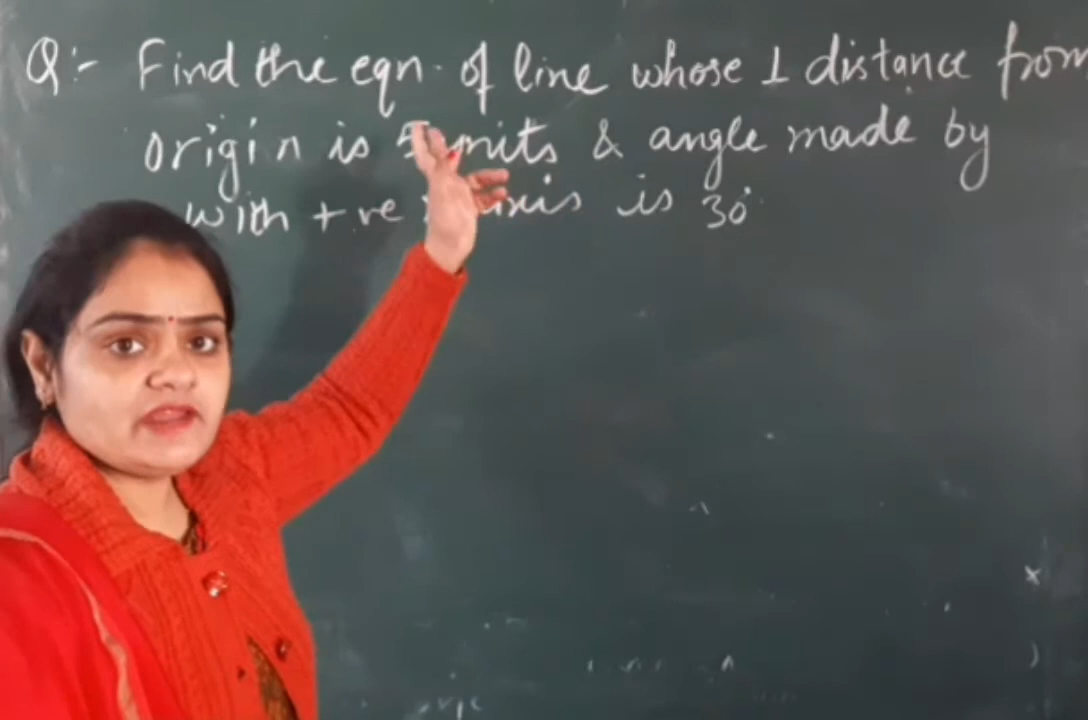 Q:- Find the eqn. of line whose ⊥ distance from
origin is 5 units & angle made by
with +ve is 30°